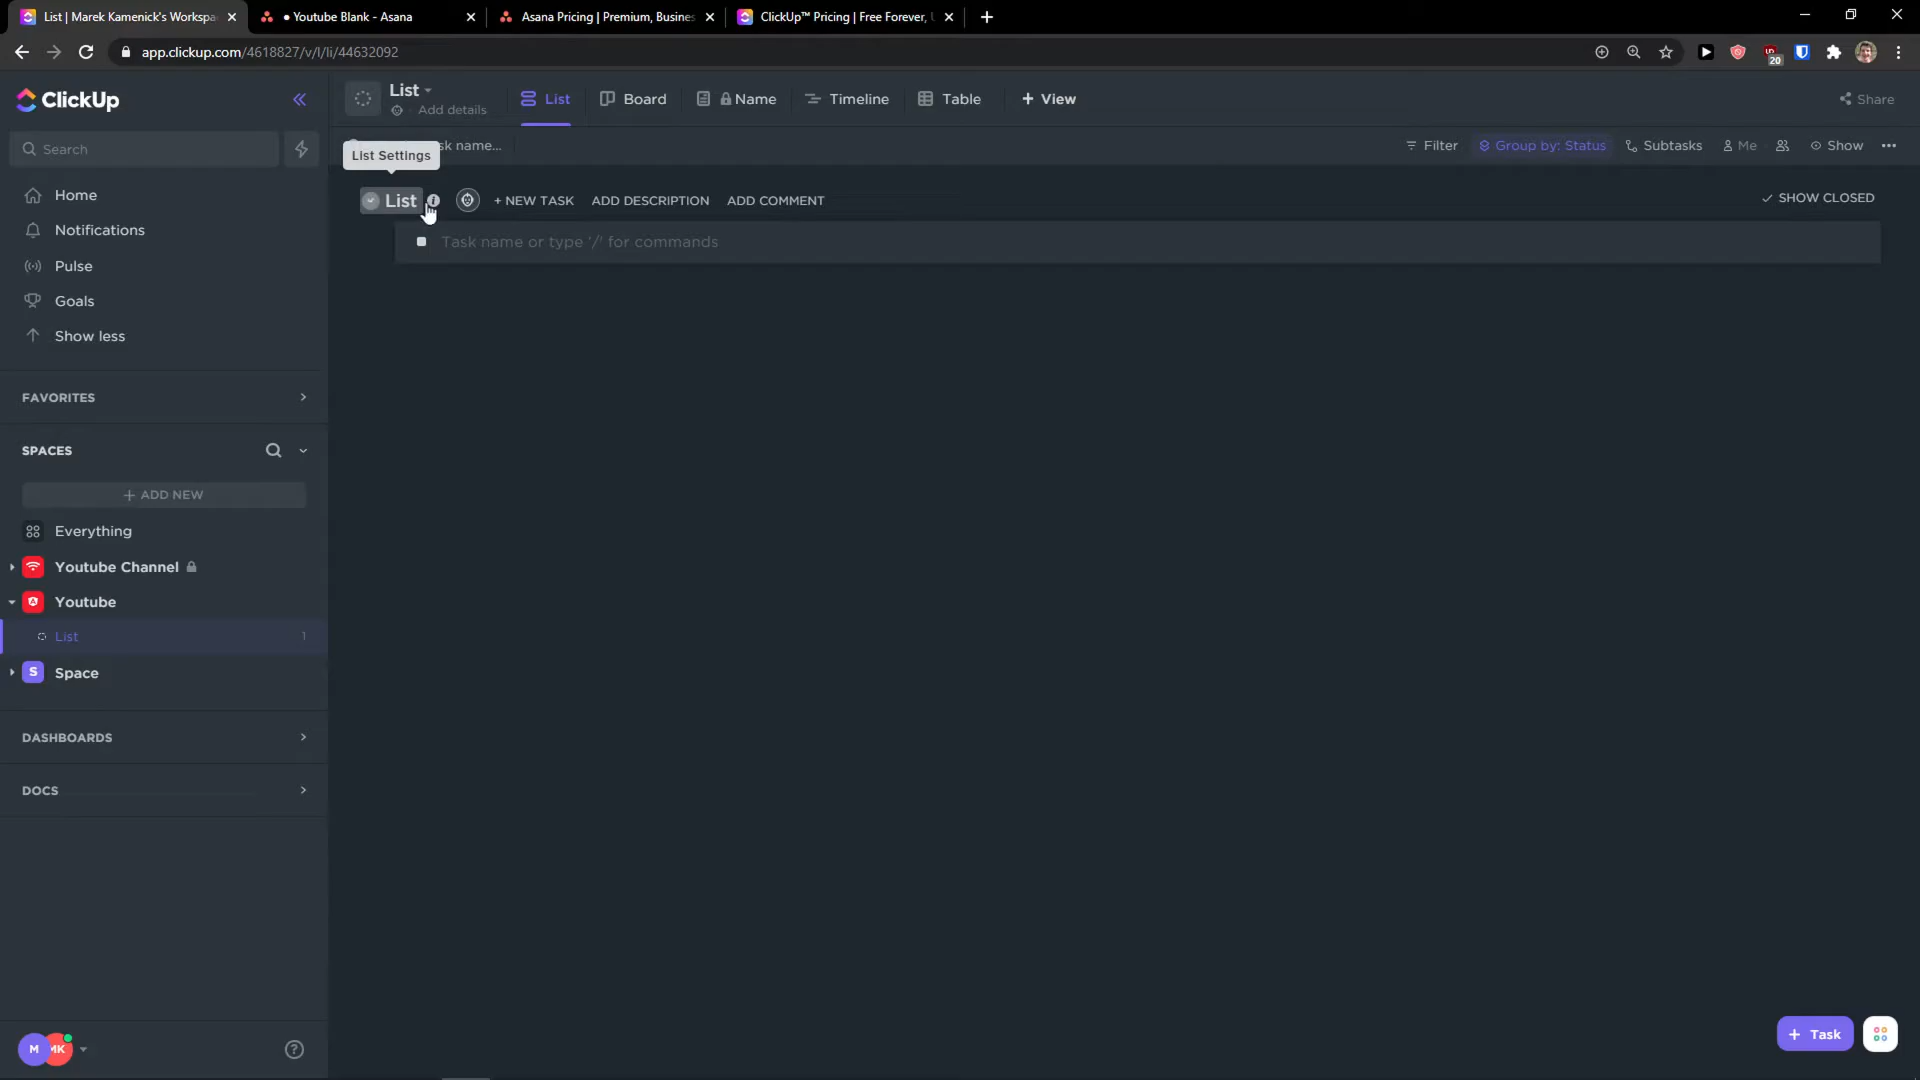 List | Marek Kamenick's Workspa
● Youtube Blank - Asana
Asana Pricing | Premium, Busines
ClickUp™ Pricing | Free Forever,
app.clickup.com/4618827/v/l/li/44632092
20
ClickUp
List
Add details
List
Board
Name
Timeline
Table
+ View
Share
Search
List Settings
sk name...
Filter
Group by: Status
Subtasks
Me
Show
Home
Notifications
Pulse
Goals
Show less
List
+ NEW TASK
ADD DESCRIPTION
ADD COMMENT
SHOW CLOSED
Task name or type '/' for commands
FAVORITES
SPACES
+ ADD NEW
Everything
Youtube Channel
Youtube
List
1
S
Space
DASHBOARDS
DOCS
M
MK
+ Task